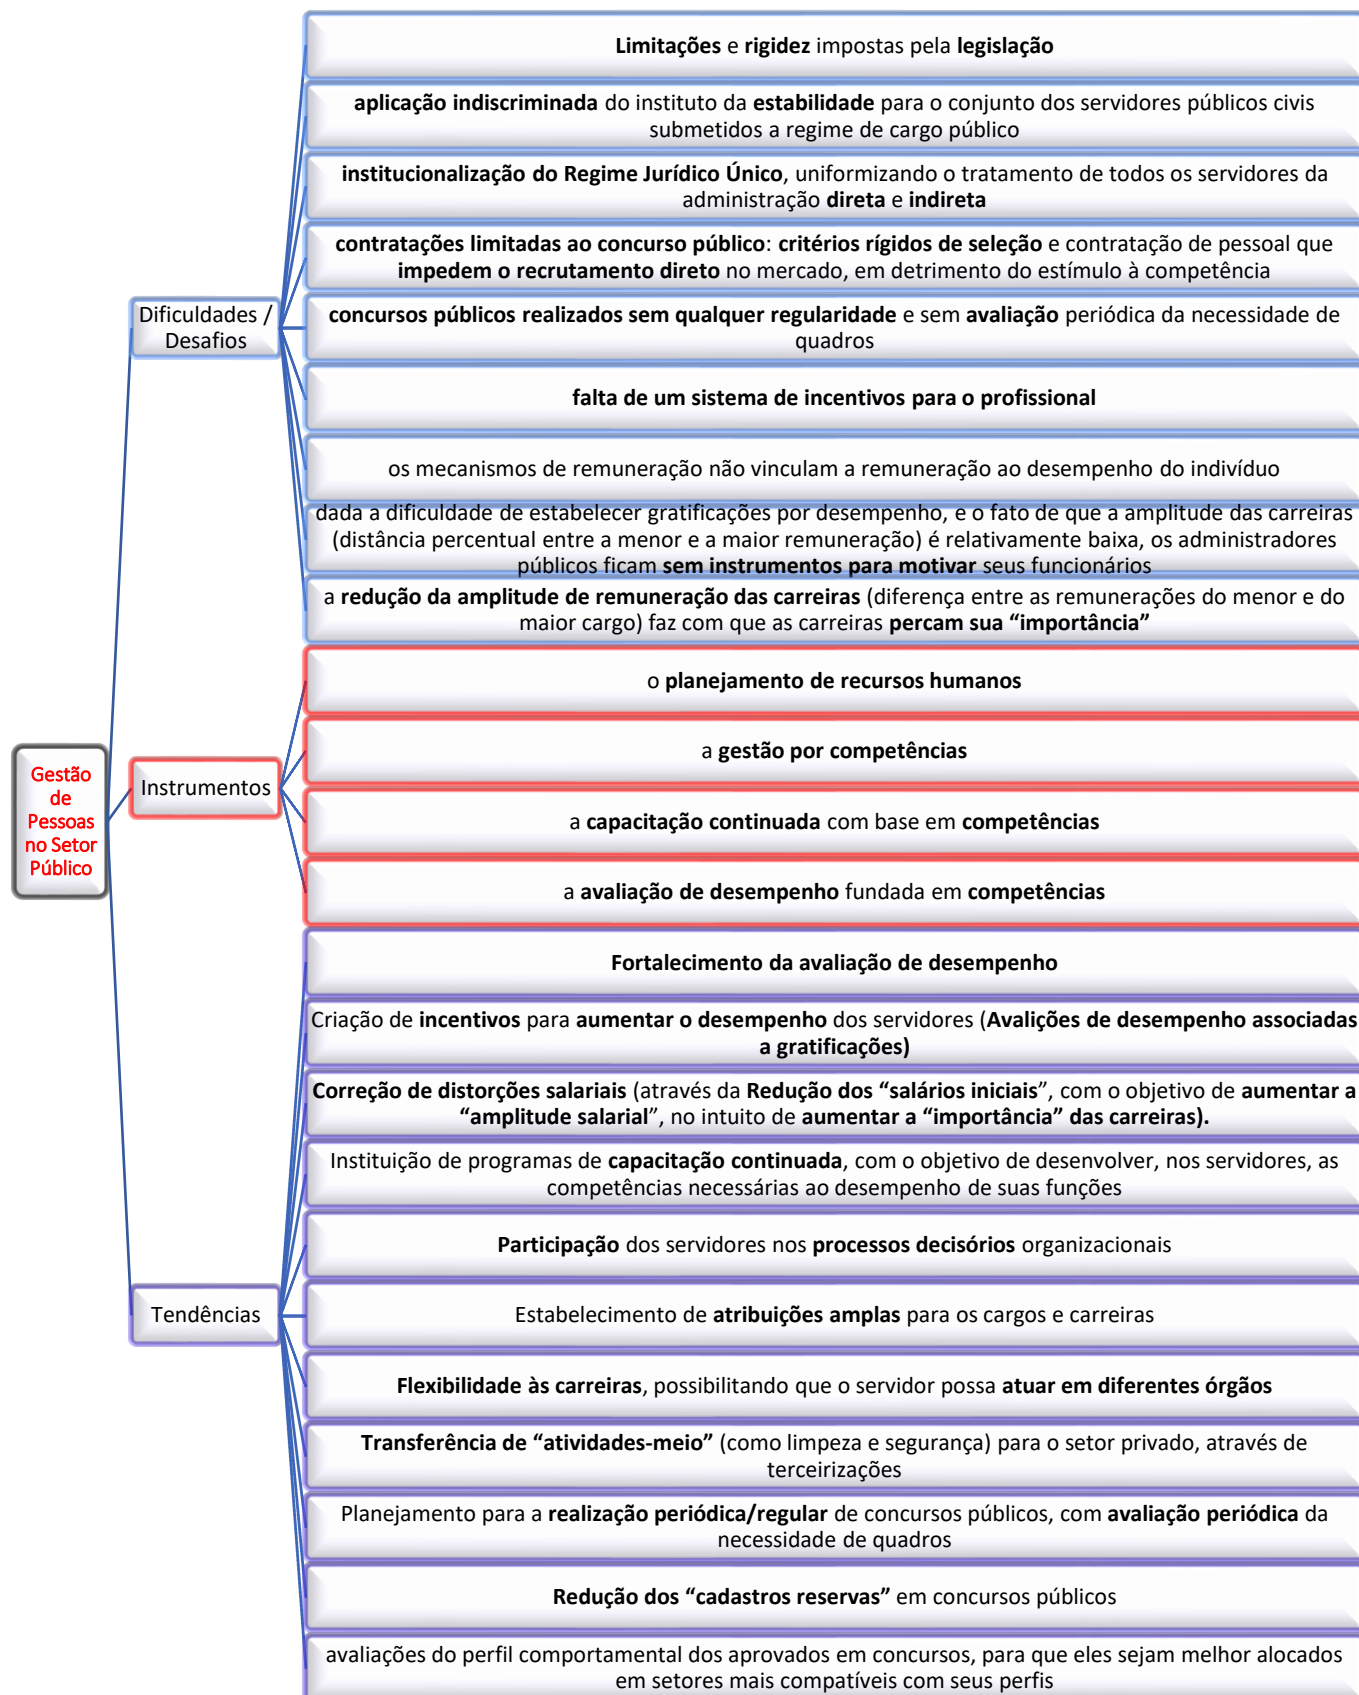 Gestão
de
Pessoas
no Setor
Público
Dificuldades /
Desafios
Limitações e rigidez impostas pela legislação
aplicação indiscriminada do instituto da estabilidade para o conjunto dos servidores públicos civis
submetidos a regime de cargo público
institucionalização do Regime Jurídico Único, uniformizando o tratamento de todos os servidores da
administração direta e indireta
contratações limitadas ao concurso público: critérios rígidos de seleção e contratação de pessoal que
impedem o recrutamento direto no mercado, em detrimento do estímulo à competência
concursos públicos realizados sem qualquer regularidade e sem avaliação periódica da necessidade de
quadros
falta de um sistema de incentivos para o profissional
os mecanismos de remuneração não vinculam a remuneração ao desempenho do indivíduo
dada a dificuldade de estabelecer gratificações por desempenho, e o fato de que a amplitude das carreiras
(distância percentual entre a menor e a maior remuneração) é relativamente baixa, os administradores
públicos ficam sem instrumentos para motivar seus funcionários
a redução da amplitude de remuneração das carreiras (diferença entre as remunerações do menor e do
maior cargo) faz com que as carreiras percam sua “importância”
Instrumentos
o planejamento de recursos humanos
a gestão por competências
a capacitação continuada com base em competências
a avaliação de desempenho fundada em competências
Tendências
Fortalecimento da avaliação de desempenho
Criação de incentivos para aumentar o desempenho dos servidores (Avalições de desempenho associadas
a gratificações)
Correção de distorções salariais (através da Redução dos “salários iniciais”, com o objetivo de aumentar a
“amplitude salarial”, no intuito de aumentar a “importância” das carreiras).
Instituição de programas de capacitação continuada, com o objetivo de desenvolver, nos servidores, as
competências necessárias ao desempenho de suas funções
Participação dos servidores nos processos decisórios organizacionais
Estabelecimento de atribuições amplas para os cargos e carreiras
Flexibilidade às carreiras, possibilitando que o servidor possa atuar em diferentes órgãos
Transferência de “atividades-meio” (como limpeza e segurança) para o setor privado, através de
terceirizações
Planejamento para a realização periódica/regular de concursos públicos, com avaliação periódica da
necessidade de quadros
Redução dos “cadastros reservas” em concursos públicos
avaliações do perfil comportamental dos aprovados em concursos, para que eles sejam melhor alocados
em setores mais compatíveis com seus perfis